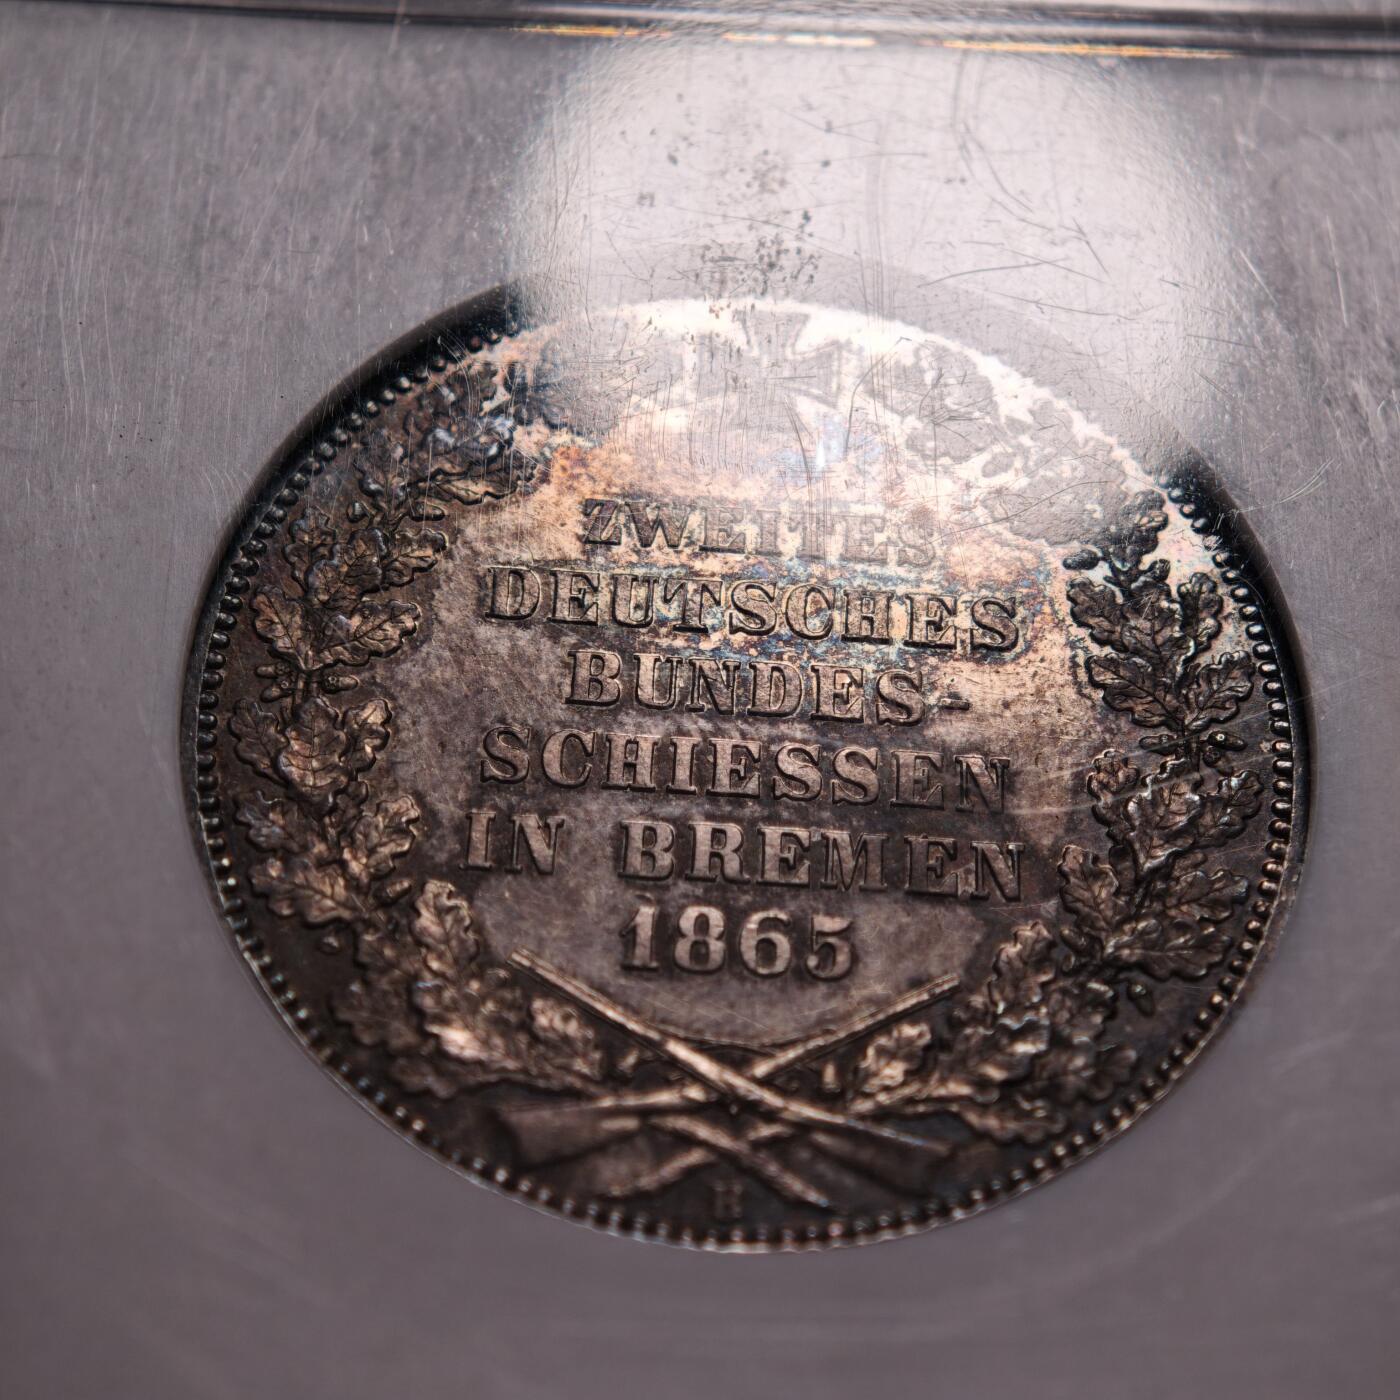 ZWEITES
DEUTSCHES
BUNDES-
SCHIESSEN
IN BREMEN
1865
B